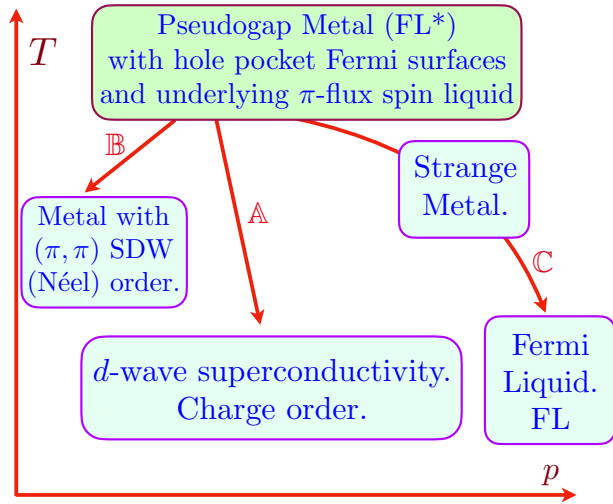 T
Pseudogap Metal (FL*)
with hole pocket Fermi surfaces
and underlying π-flux spin liquid
𝔹
Strange
Metal.
Metal with
(π, π) SDW
(Néel) order.
𝔸
ℂ
d-wave superconductivity.
Charge order.
Fermi
Liquid.
FL
p